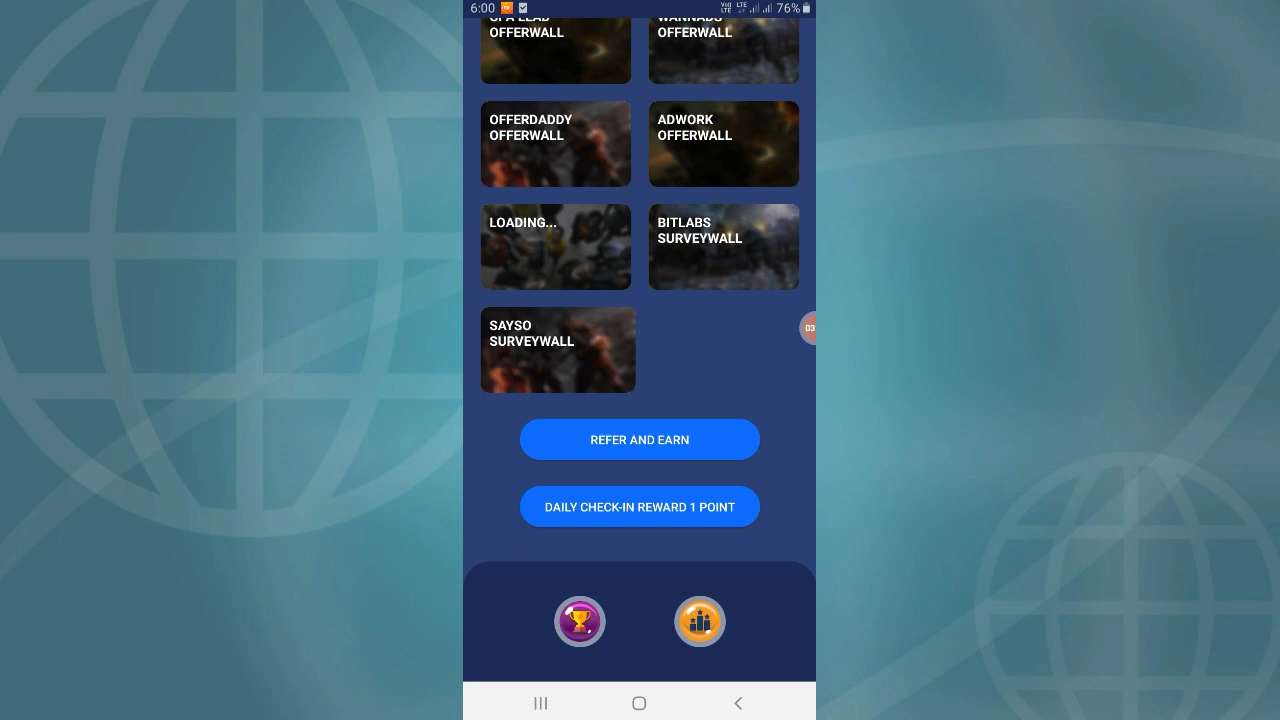 6:00 76%
OFFERWALL OFFERWALL
OFFERDADDY ADWORK
OFFERWALL OFFERWALL
LOADING... BITLABS
SURVEYWALL
SAYSO
SURVEYWALL
03
REFER AND EARN
DAILY CHECK-IN REWARD 1 POINT